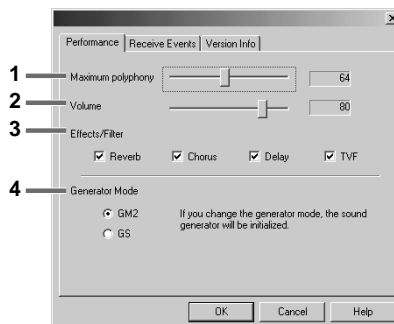 Performance Receive Events Version Info
1 Maximum polyphony 64
2 Volume 80
3 Effects/Filter
Reverb Chorus Delay TVF
4 Generator Mode
GM2 If you change the generator mode, the sound
generator will be initialized.
GS
OK Cancel Help